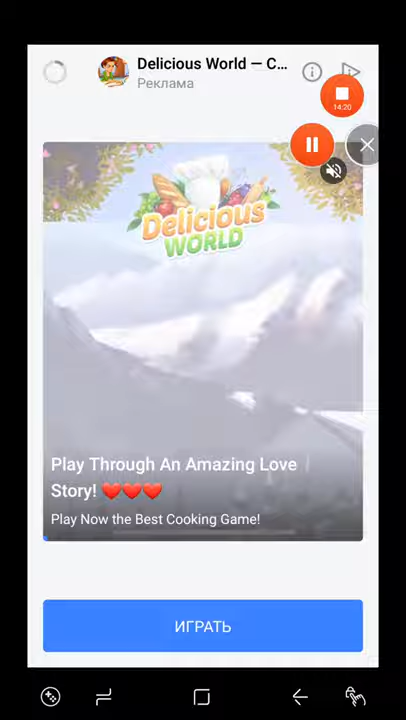 Delicious World — C...
Реклама
14:20
Delicious
WORLD
Play Through An Amazing Love
Story! ❤️❤️❤️
Play Now the Best Cooking Game!
ИГРАТЬ